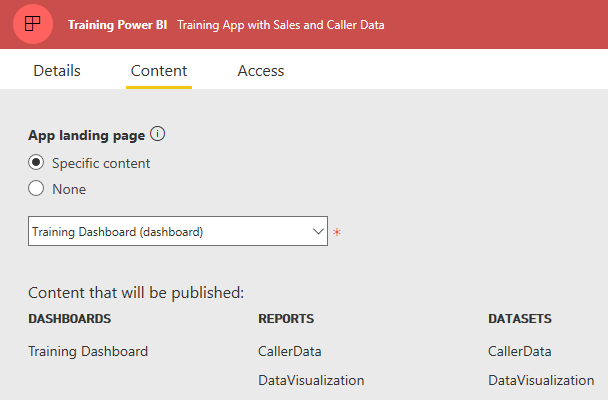 Training Power BI Training App with Sales and Caller Data
Details Content Access
App landing page
Specific content
None
Training Dashboard (dashboard) *
Content that will be published:
DASHBOARDS REPORTS DATASETS
Training Dashboard CallerData CallerData
DataVisualization DataVisualization